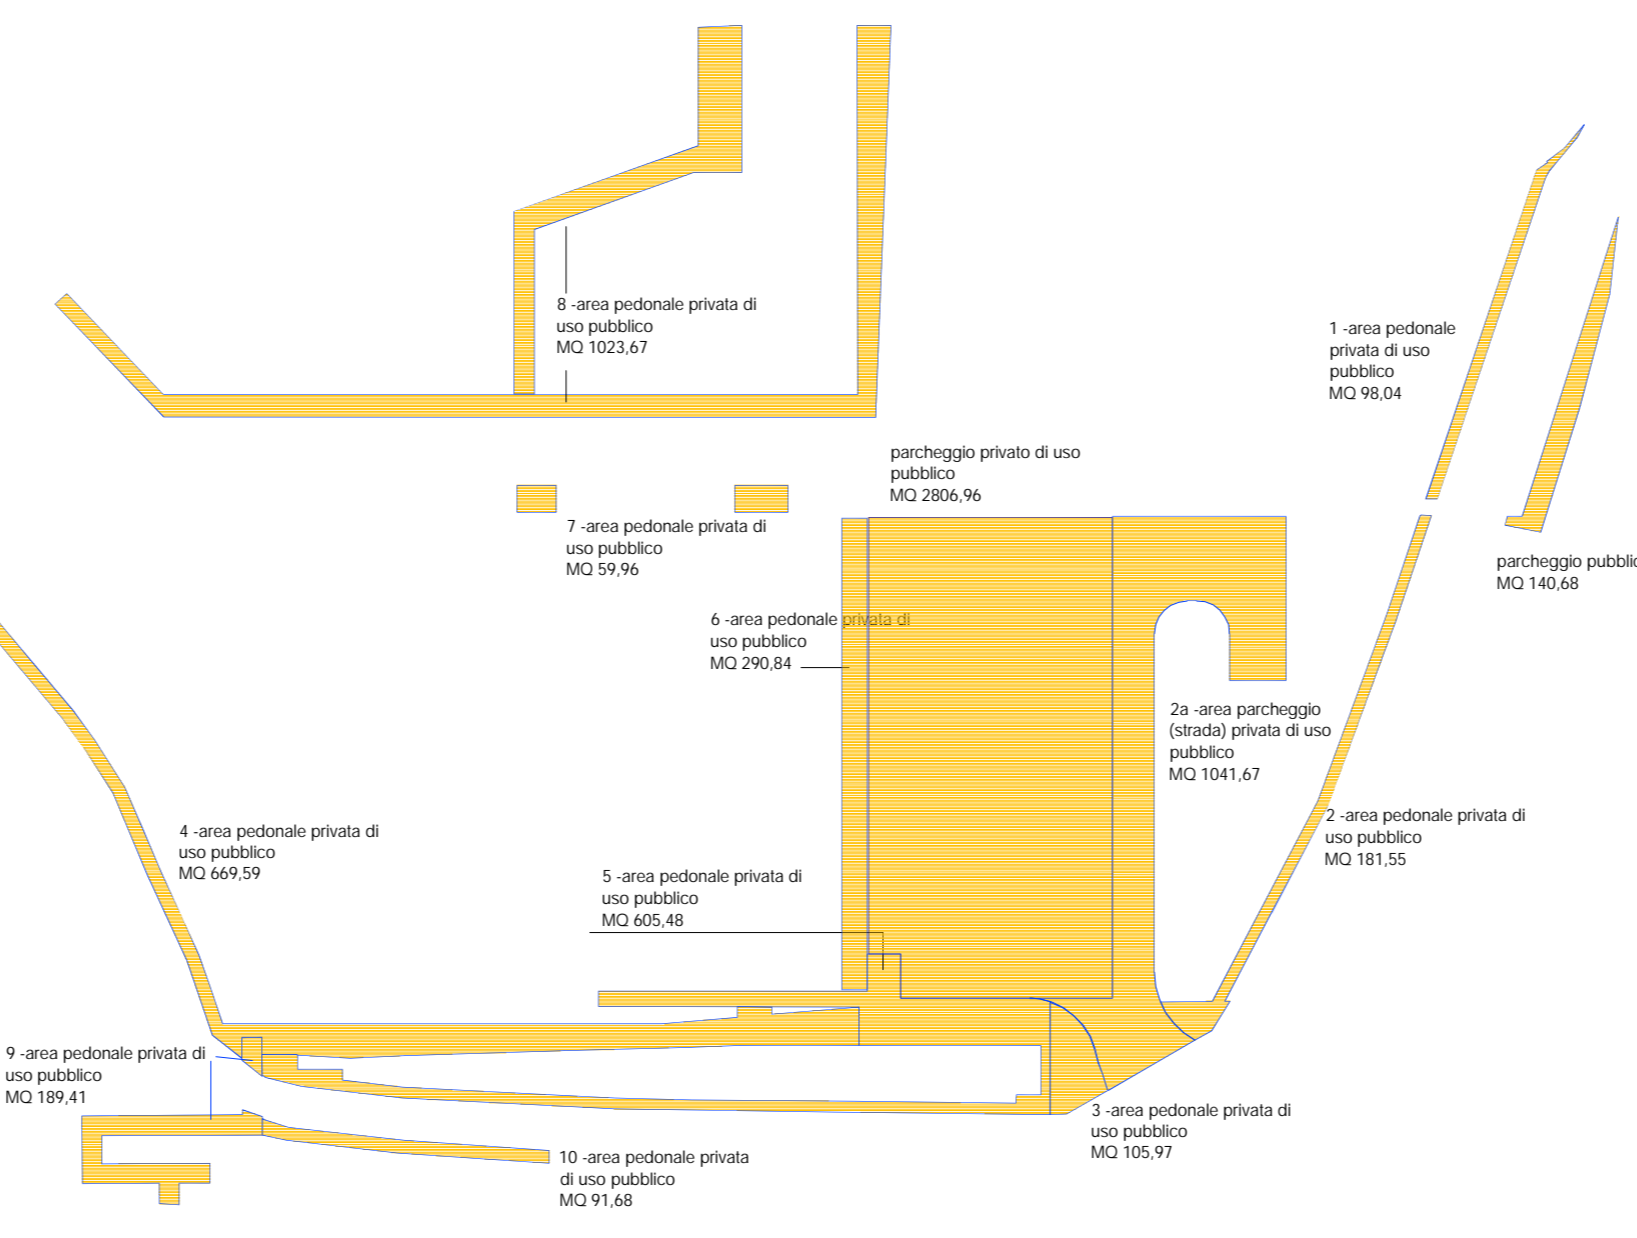 8 -area pedonale privata di
uso pubblico
MQ 1023,67
1 -area pedonale
privata di uso
pubblico
MQ 98,04
parcheggio privato di uso
pubblico
MQ 2806,96
7 -area pedonale privata di
uso pubblico
MQ 59,96
parcheggio pubblic
MQ 140,68
6 -area pedonale privata di
uso pubblico
MQ 290,84
2a -area parcheggio
(strada) privata di uso
pubblico
MQ 1041,67
4 -area pedonale privata di
uso pubblico
MQ 669,59
2 -area pedonale privata di
uso pubblico
MQ 181,55
5 -area pedonale privata di
uso pubblico
MQ 605,48
9 -area pedonale privata di
uso pubblico
MQ 189,41
3 -area pedonale privata di
uso pubblico
MQ 105,97
10 -area pedonale privata
di uso pubblico
MQ 91,68